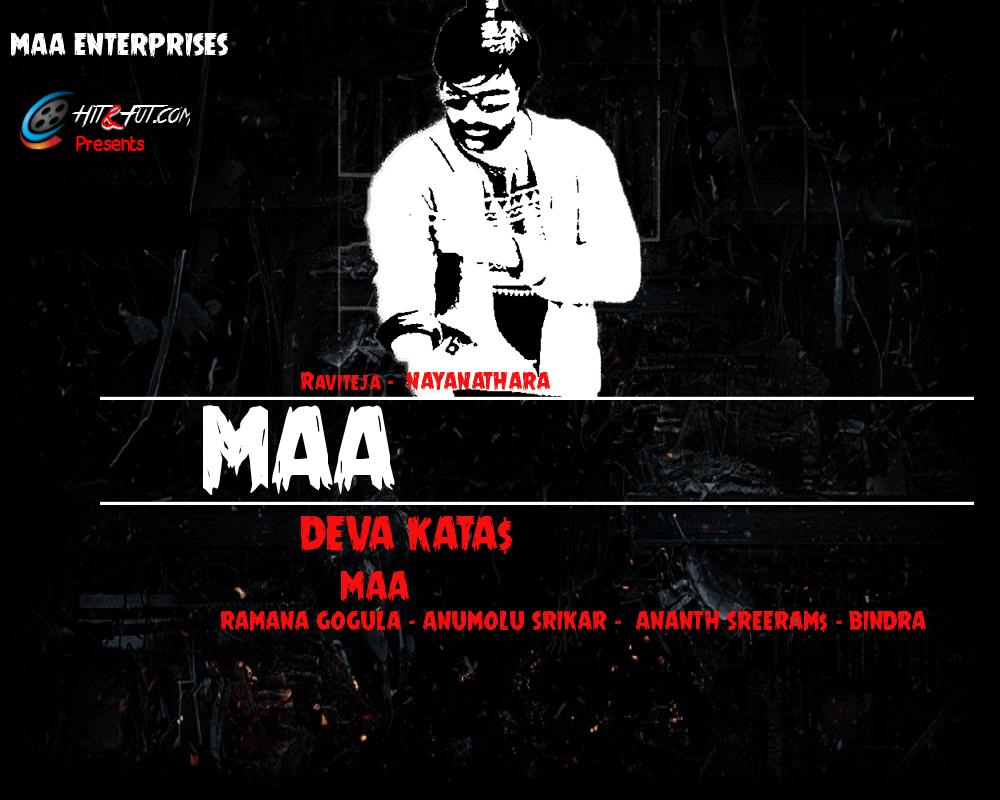 MAA ENTERPRISES
HIT&FUT.COM
Presents
RAVITEJA - NAYANATHARA
MAA
DEVA KATA$
MAA
RAMANA GOGULA - ANUMOLU SRIKAR - ANANTH SREERAM$ - BINDRA